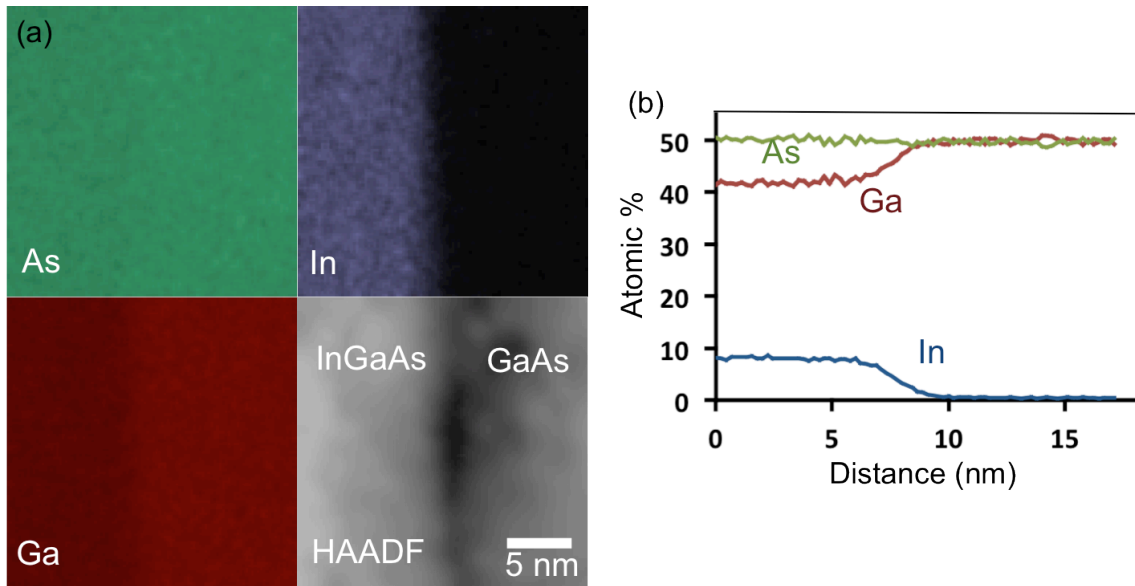 (a)
As
In
InGaAs
GaAs
Ga
HAADF
5 nm
(b)
Atomic %
50
40
30
20
10
0
As
Ga
In
0
5
10
15
Distance (nm)